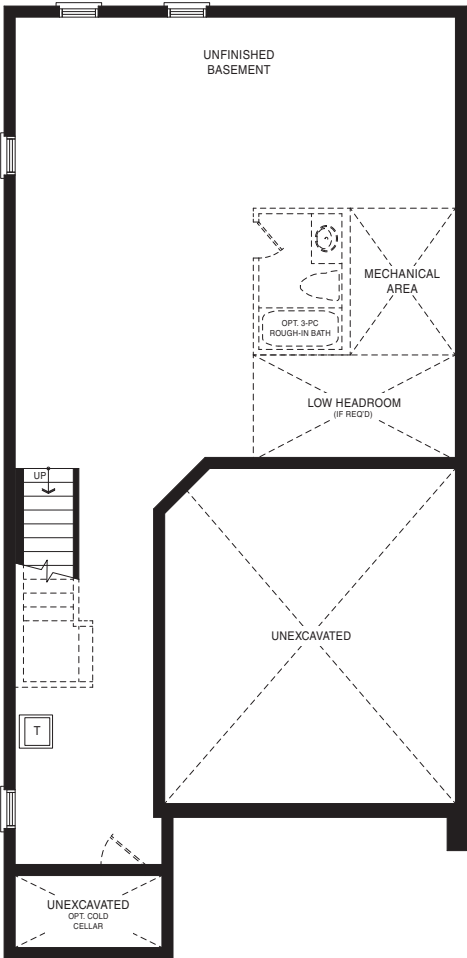 UNFINISHED
BASEMENT
MECHANICAL
AREA
OPT. 3-PC
ROUGH-IN BATH
LOW HEADROOM
(IF REQ'D)
UP
UNEXCAVATED
T
UNEXCAVATED
OPT. COLD
CELLAR